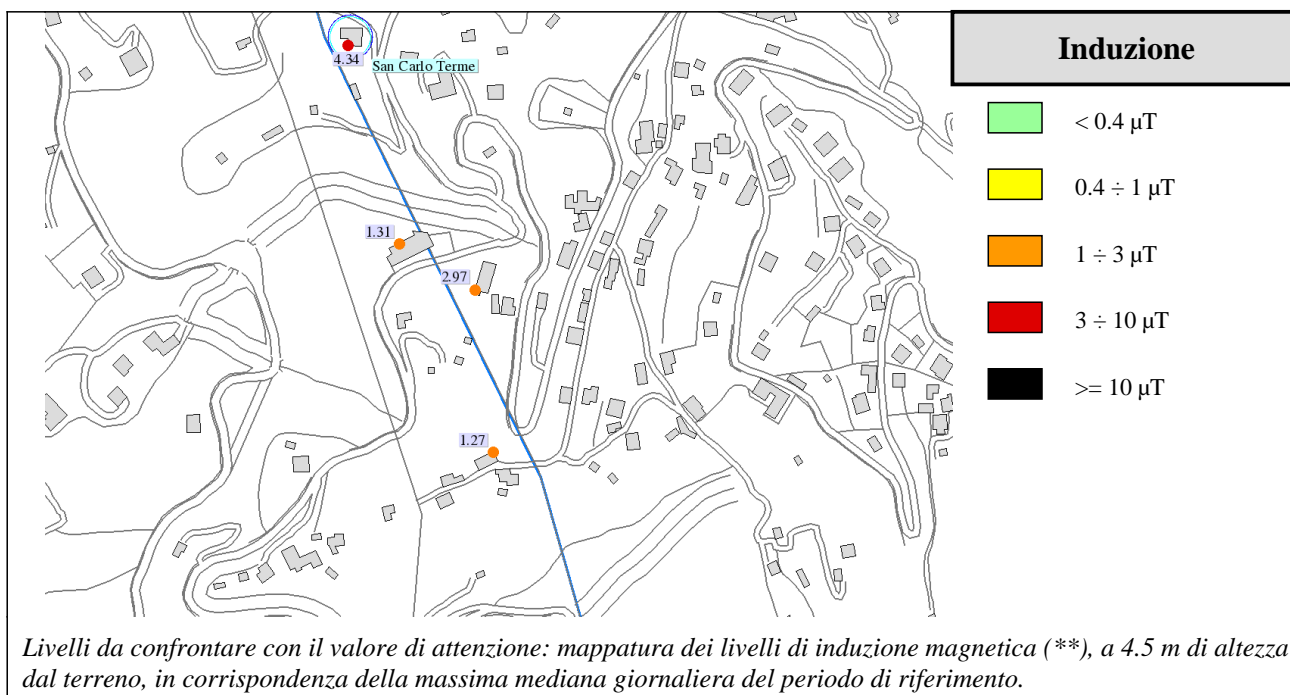 4.34
San Carlo Terme
1.31
2.97
1.27
Induzione
< 0.4 µT
0.4 ÷ 1 µT
1 ÷ 3 µT
3 ÷ 10 µT
>= 10 µT
Livelli da confrontare con il valore di attenzione: mappatura dei livelli di induzione magnetica (**), a 4.5 m di altezza
dal terreno, in corrispondenza della massima mediana giornaliera del periodo di riferimento.